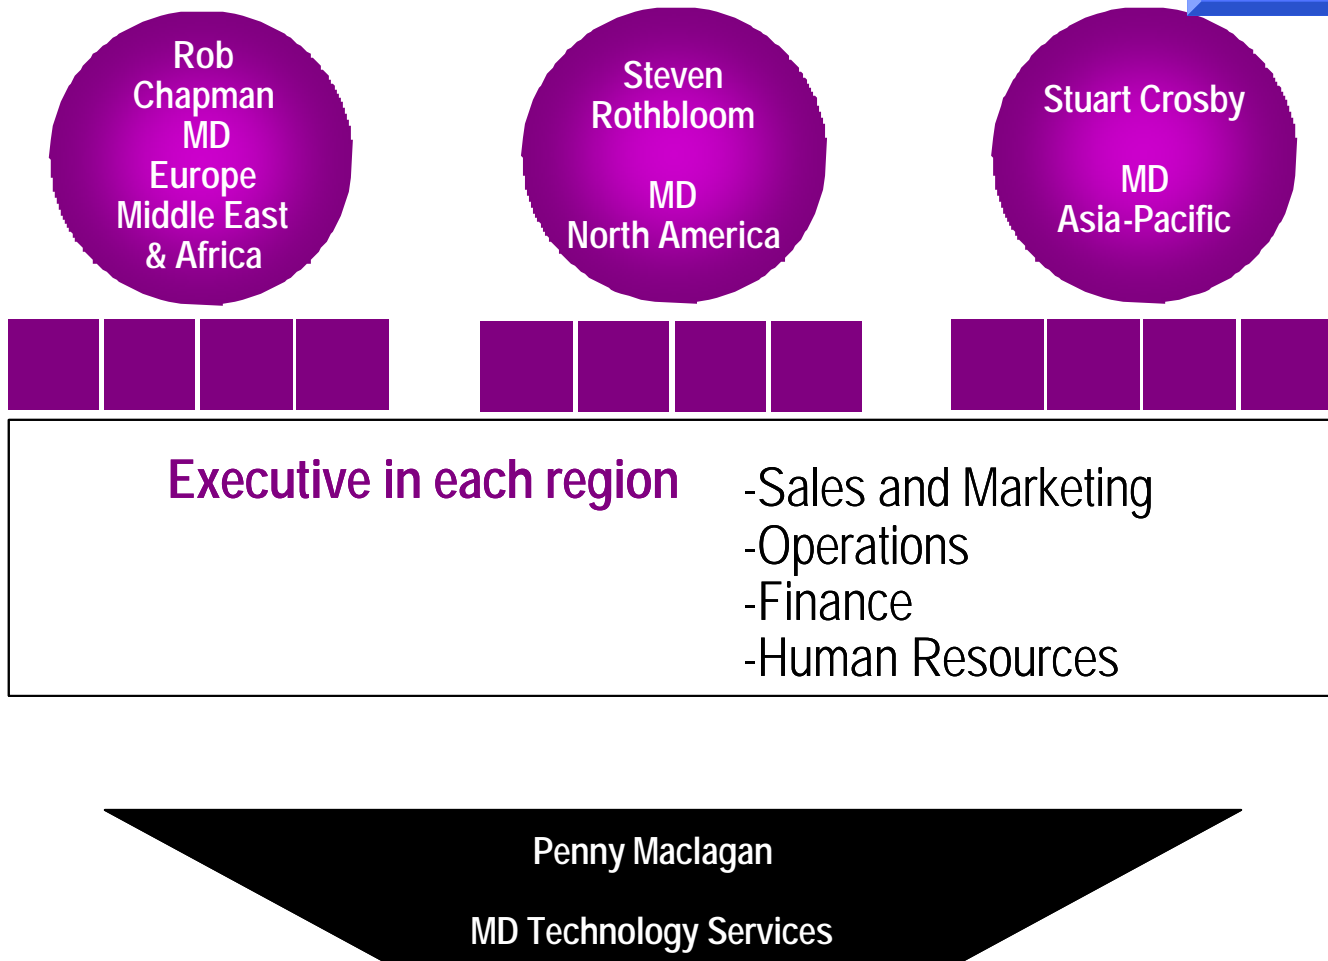 Rob
Chapman
MD
Europe
Middle East
& Africa
Steven
Rothbloom
MD
North America
Stuart Crosby
MD
Asia-Pacific
Executive in each region
-Sales and Marketing
-Operations
-Finance
-Human Resources
Penny Maclagan
MD Technology Services